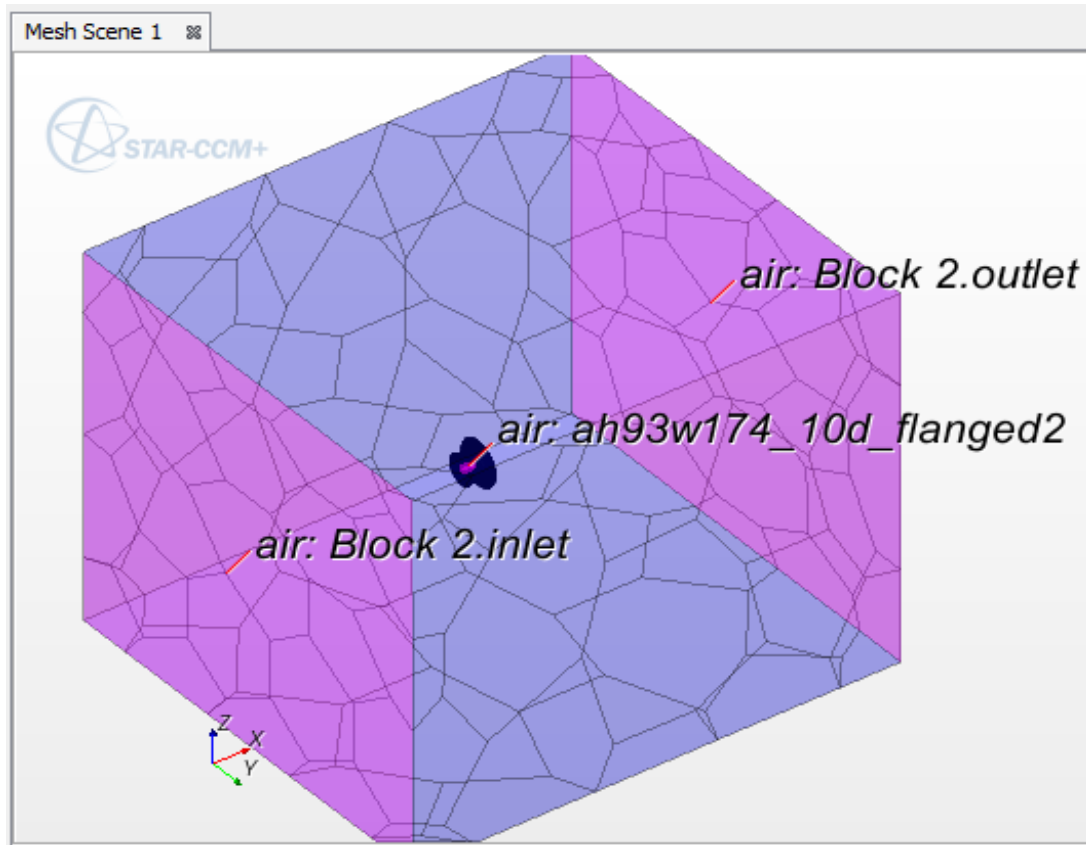 Mesh Scene 1
STAR-CCM+
air: Block 2.outlet
air: ah93w174_10d_flanged2
air: Block 2.inlet
Z
X
Y